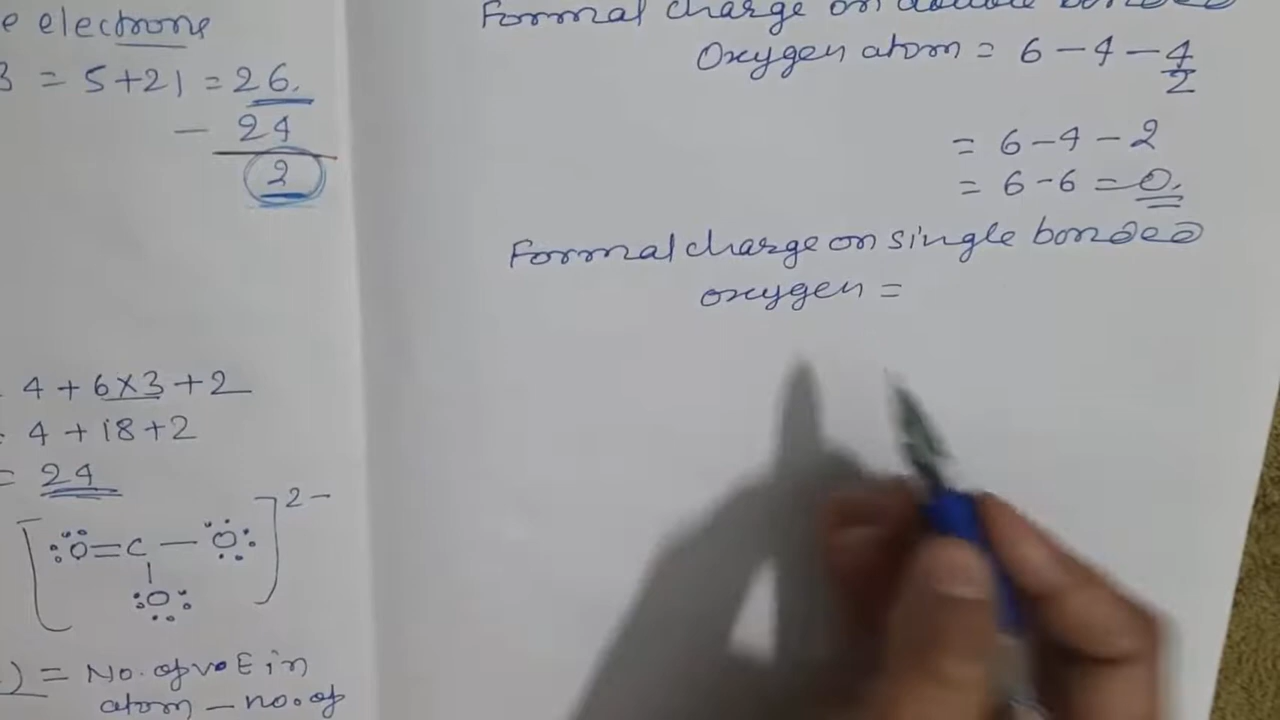 e electrons
3 = 5+21 = 26.
- 24
2
4 + 6×3 + 2
4 + 18 + 2
= 24
[:O=C-O:]2-
|
:O:
) = No. of v.E in
atom - no. of
Formal charge on double bonded
Oxygen atom = 6 - 4 - 4/2
= 6 - 4 - 2
= 6 - 6 = 0.
Formal charge on single bonded
oxygen =